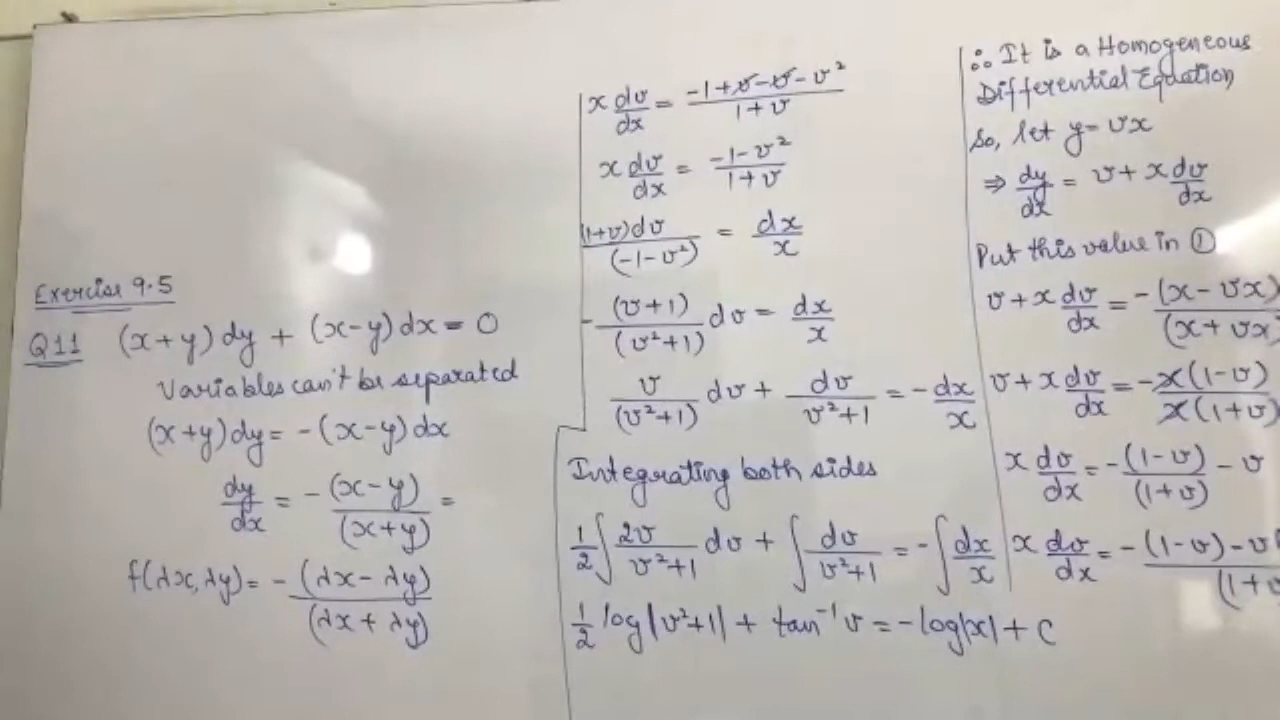 Exercise 9.5
Q11 (x+y)dy + (x-y)dx = 0
Variables can't be separated
(x+y)dy = -(x-y)dx
dy/dx = -(x-y)/(x+y) =
f(λx,λy) = -(λx-λy)/(λx+λy)
∴ It is a Homogeneous
Differential Equation
So, let y = vx
⇒ dy/dx = v + x dv/dx
Put this value in ①
v + x dv/dx = -(x-vx)/(x+vx)
v + x dv/dx = -x(1-v)/x(1+v)
x dv/dx = -(1-v)/(1+v) - v
x dv/dx = -(1-v)-v/(1+v
x dv/dx = -1+v-v-v²/1+v
x dv/dx = -1-v²/1+v
(1+v)dv/(-1-v²) = dx/x
-(v+1)/(v²+1) dv = dx/x
v/(v²+1) dv + dv/v²+1 = -dx/x
Integrating both sides
1/2 ∫ 2v/v²+1 dv + ∫ dv/v²+1 = -∫ dx/x
1/2 log|v²+1| + tan⁻¹v = -log|x| + C